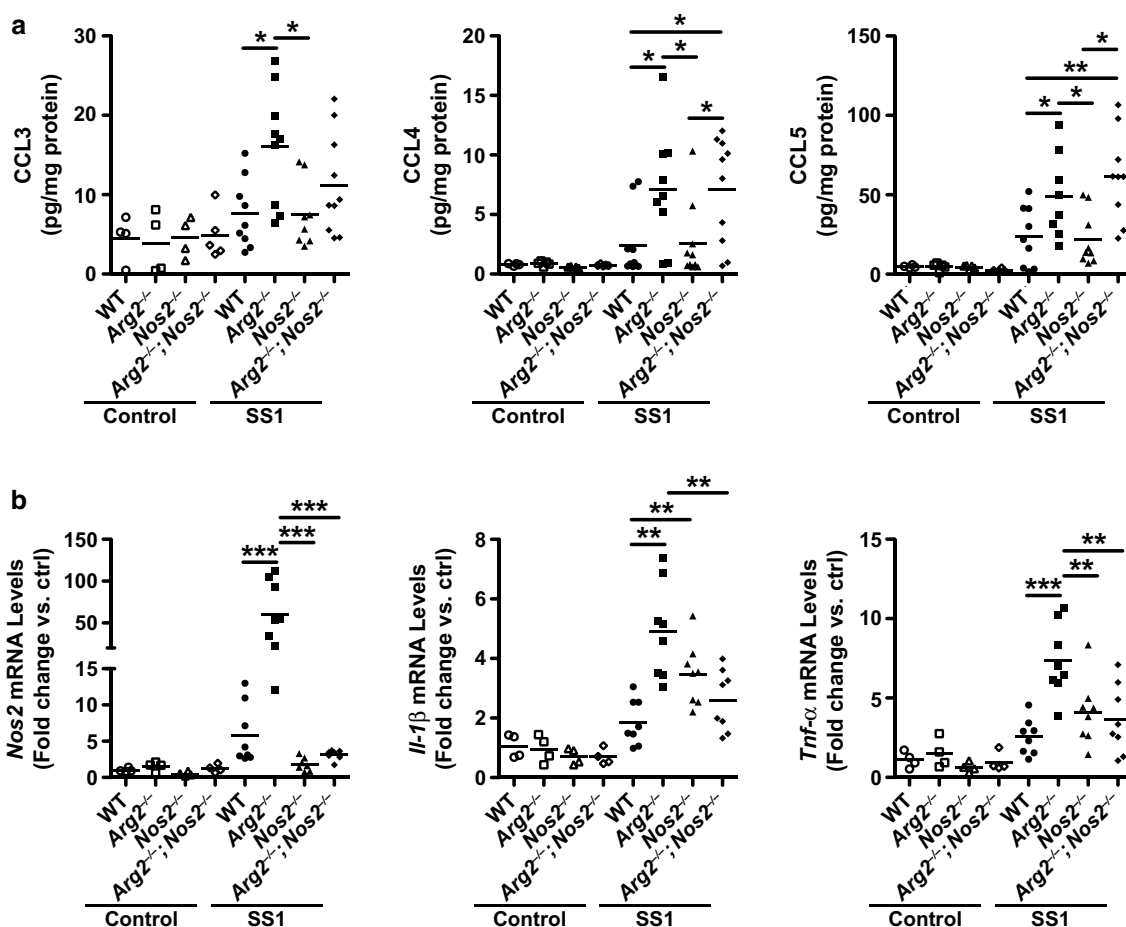 a
CCL3
(pg/mg protein)
30
20
10
0
*
*
WT
Arg2⁻/⁻
Nos2⁻/⁻
Arg2⁻/⁻; Nos2⁻/⁻
WT
Arg2⁻/⁻
Nos2⁻/⁻
Arg2⁻/⁻; Nos2⁻/⁻
Control
SS1
CCL4
(pg/mg protein)
20
15
10
5
0
*
*
*
*
WT
Arg2⁻/⁻
Nos2⁻/⁻
Arg2⁻/⁻; Nos2⁻/⁻
WT
Arg2⁻/⁻
Nos2⁻/⁻
Arg2⁻/⁻; Nos2⁻/⁻
Control
SS1
CCL5
(pg/mg protein)
150
100
50
0
*
**
*
*
WT
Arg2⁻/⁻
Nos2⁻/⁻
Arg2⁻/⁻; Nos2⁻/⁻
WT
Arg2⁻/⁻
Nos2⁻/⁻
Arg2⁻/⁻; Nos2⁻/⁻
Control
SS1
b
Nos2 mRNA Levels
(Fold change vs. ctrl)
150
100
50
15
10
5
0
***
***
***
WT
Arg2⁻/⁻
Nos2⁻/⁻
Arg2⁻/⁻; Nos2⁻/⁻
WT
Arg2⁻/⁻
Nos2⁻/⁻
Arg2⁻/⁻; Nos2⁻/⁻
Control
SS1
Il-1β mRNA Levels
(Fold change vs. ctrl)
8
6
4
2
0
**
**
**
WT
Arg2⁻/⁻
Nos2⁻/⁻
Arg2⁻/⁻; Nos2⁻/⁻
WT
Arg2⁻/⁻
Nos2⁻/⁻
Arg2⁻/⁻; Nos2⁻/⁻
Control
SS1
Tnf-α mRNA Levels
(Fold change vs. ctrl)
15
10
5
0
**
**
***
WT
Arg2⁻/⁻
Nos2⁻/⁻
Arg2⁻/⁻; Nos2⁻/⁻
WT
Arg2⁻/⁻
Nos2⁻/⁻
Arg2⁻/⁻; Nos2⁻/⁻
Control
SS1